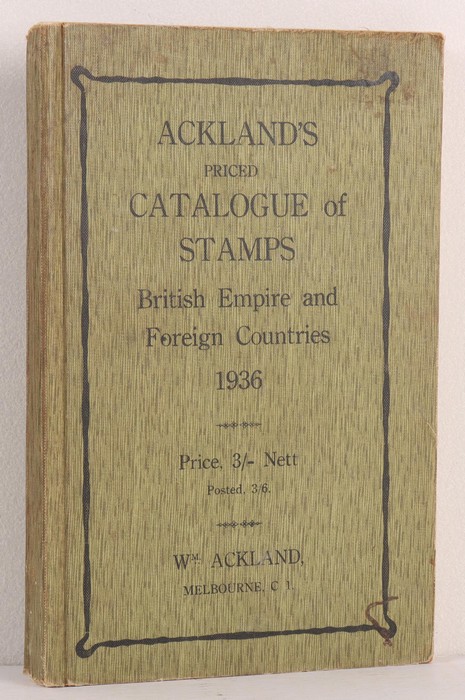 ACKLAND'S
PRICED
CATALOGUE of
STAMPS
British Empire and
Foreign Countries
1936
Price. 3/- Nett
Posted. 3/6.
WM. ACKLAND,
MELBOURNE, C 1.